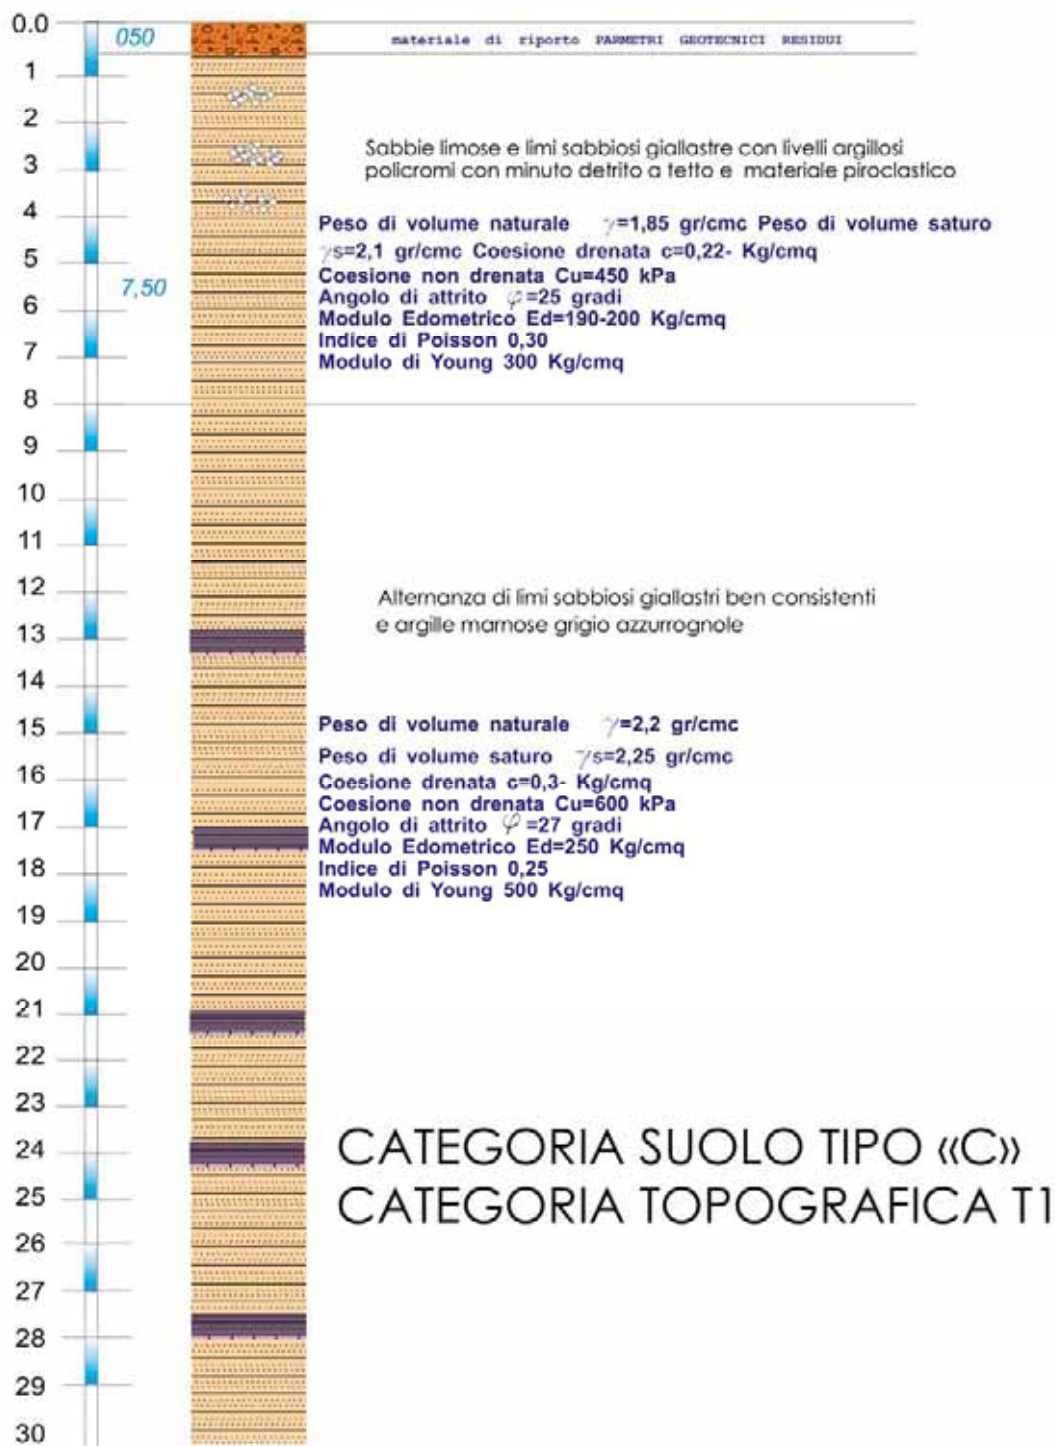 0.0
050
materiale di riporto PARMETRI GEOTECNICI RESIDUI
1
2
Sabbie limose e limi sabbiosi giallastre con livelli argillosi
3
policromi con minuto detrito a tetto e materiale piroclastico
4
Peso di volume naturale γ=1,85 gr/cmc Peso di volume saturo
γs=2,1 gr/cmc Coesione drenata c=0,22- Kg/cmq
5
Coesione non drenata Cu=450 kPa
7,50
Angolo di attrito φ=25 gradi
6
Modulo Edometrico Ed=190-200 Kg/cmq
Indice di Poisson 0,30
7
Modulo di Young 300 Kg/cmq
8
9
10
11
12
Alternanza di limi sabbiosi giallastri ben consistenti
13
e argille marnose grigio azzurrognole
14
15
Peso di volume naturale γ=2,2 gr/cmc
Peso di volume saturo γs=2,25 gr/cmc
16
Coesione drenata c=0,3- Kg/cmq
Coesione non drenata Cu=600 kPa
17
Angolo di attrito φ=27 gradi
Modulo Edometrico Ed=250 Kg/cmq
18
Indice di Poisson 0,25
Modulo di Young 500 Kg/cmq
19
20
21
22
23
24
CATEGORIA SUOLO TIPO «C»
25
CATEGORIA TOPOGRAFICA T1
26
27
28
29
30